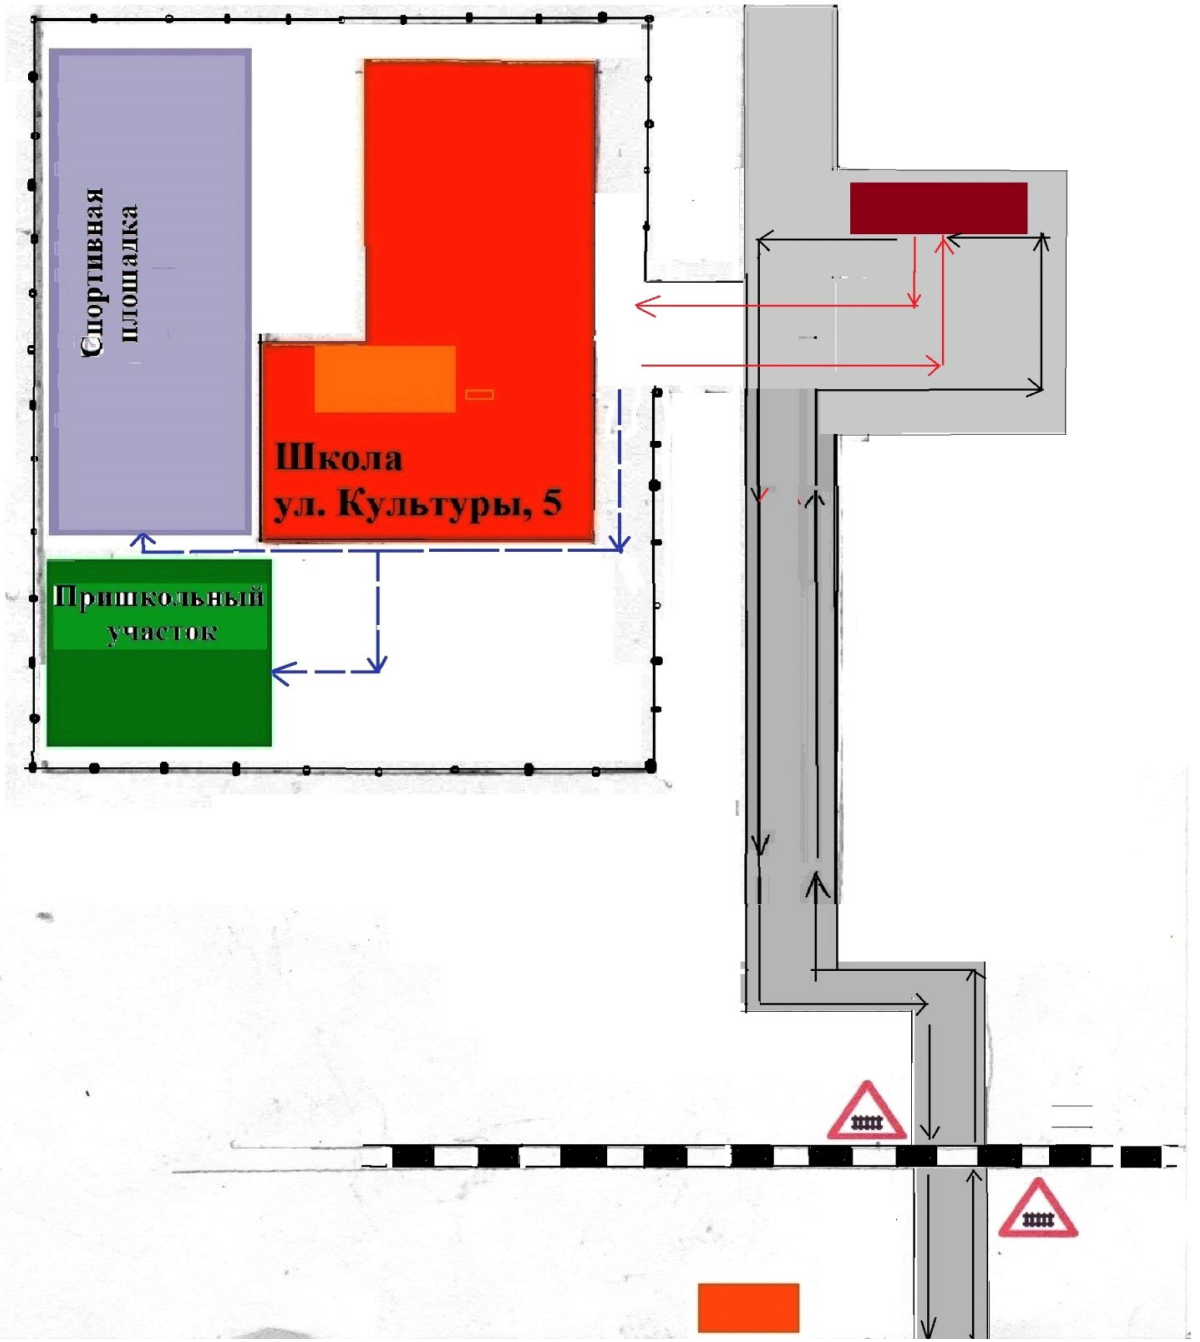 Спортивная
площадка
Школа
ул. Культуры, 5
Пришкольный
участок